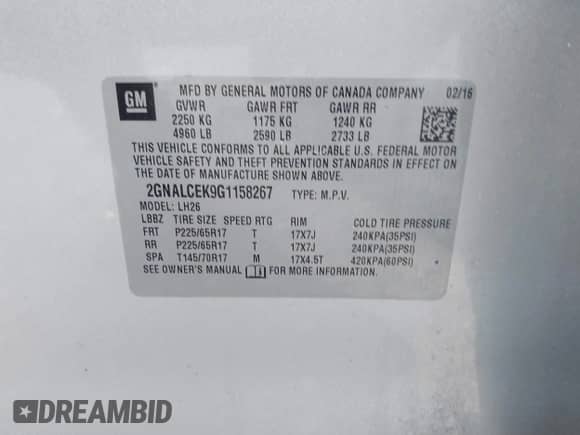 GM
MFD BY GENERAL MOTORS OF CANADA COMPANY 02/16
GVWR GAWR FRT GAWR RR
2250 KG 1175 KG 1240 KG
4960 LB 2590 LB 2733 LB
THIS VEHICLE CONFORMS TO ALL APPLICABLE U.S. FEDERAL MOTOR
VEHICLE SAFETY AND THEFT PREVENTION STANDARDS IN EFFECT ON
THE DATE OF MANUFACTURE SHOWN ABOVE.
2GNALCEK9G1158267 TYPE: M.P.V.
MODEL: LH26
LBBZ TIRE SIZE SPEED RTG RIM COLD TIRE PRESSURE
FRT P225/65R17 T 17X7J 240KPA(35PSI)
RR P225/65R17 T 17X7J 240KPA(35PSI)
SPA T145/70R17 M 17X4.5T 420KPA(60PSI)
SEE OWNER'S MANUAL FOR MORE INFORMATION.
DREAMBID